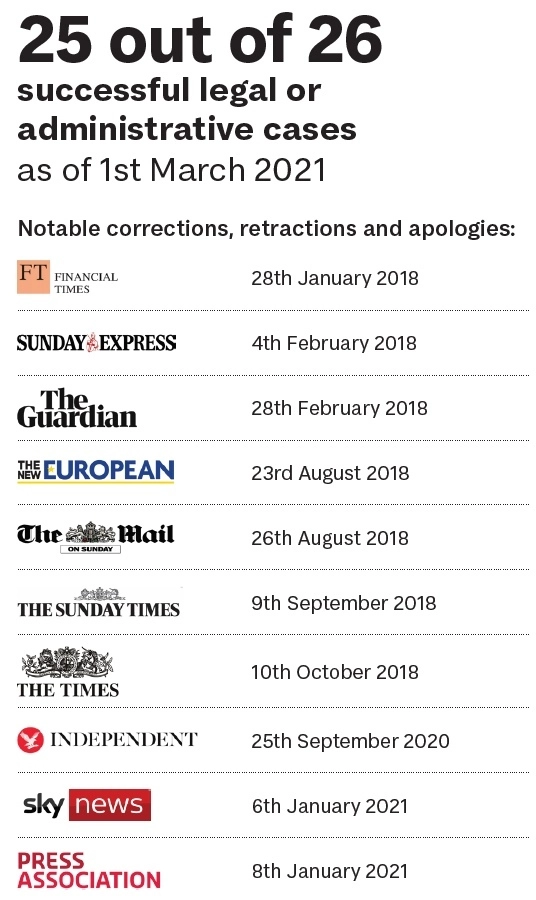 25 out of 26
successful legal or
administrative cases
as of 1st March 2021
Notable corrections, retractions and apologies:
FT FINANCIAL
TIMES
28th January 2018
SUNDAY EXPRESS
4th February 2018
The
Guardian
28th February 2018
THE
NEW EUROPEAN
23rd August 2018
The Mail
ON SUNDAY
26th August 2018
THE SUNDAY TIMES
9th September 2018
THE TIMES
10th October 2018
INDEPENDENT
25th September 2020
sky news
6th January 2021
PRESS
ASSOCIATION
8th January 2021